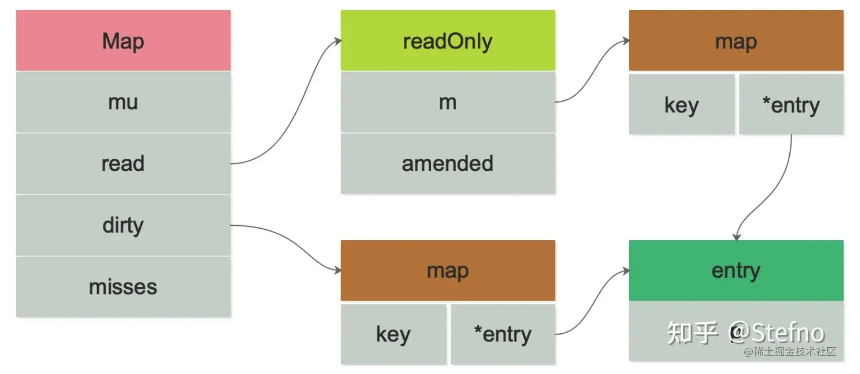 Map
mu
read
dirty
misses
readOnly
m
amended
map
key
*entry
map
key
*entry
entry
p
知乎 @Stefno
@稀土掘金技术社区